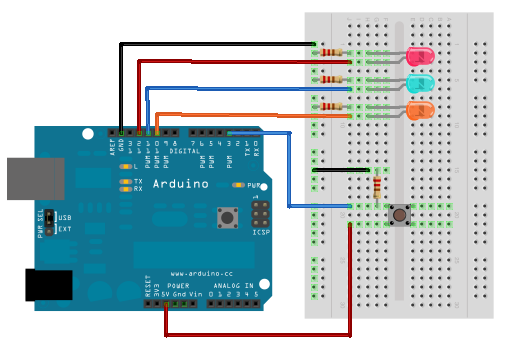 AREF
GND
13
12
11
10
9
8
7
6
5
4
3
2
1
0
PWM
PWM
PWM
PWM
PWM
PWM
TX
RX
DIGITAL
L
TX
RX
Arduino
PWR
USB
EXT
PWR SEL
ICSP
www·arduino·cc
RESET
3V3
5V
Gnd
Vin
POWER
ANALOG IN
0
1
2
3
4
5